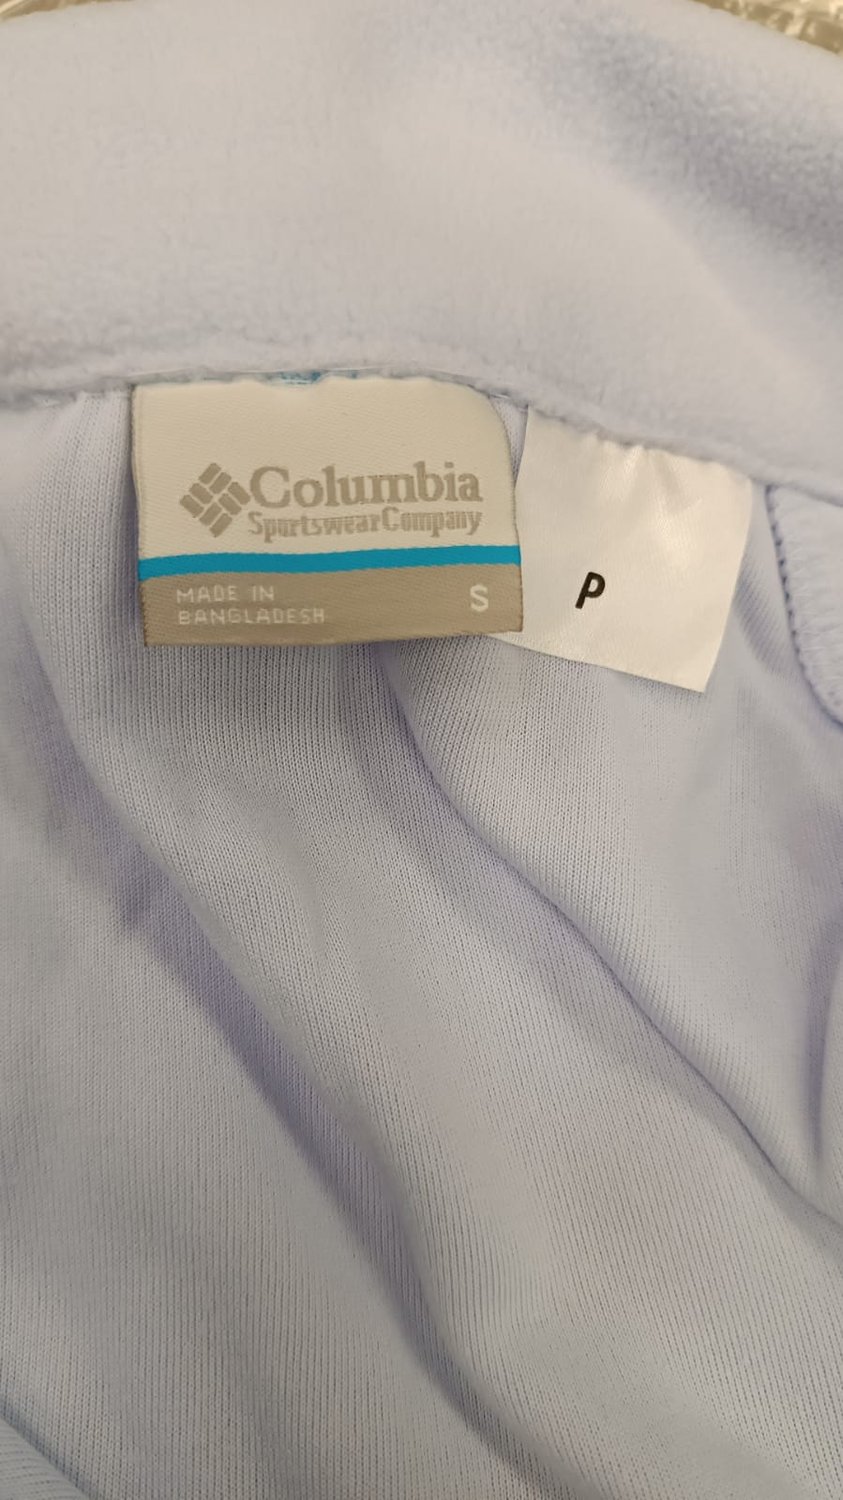 Columbia
Sportswear Company
MADE IN
BANGLADESH
S
P